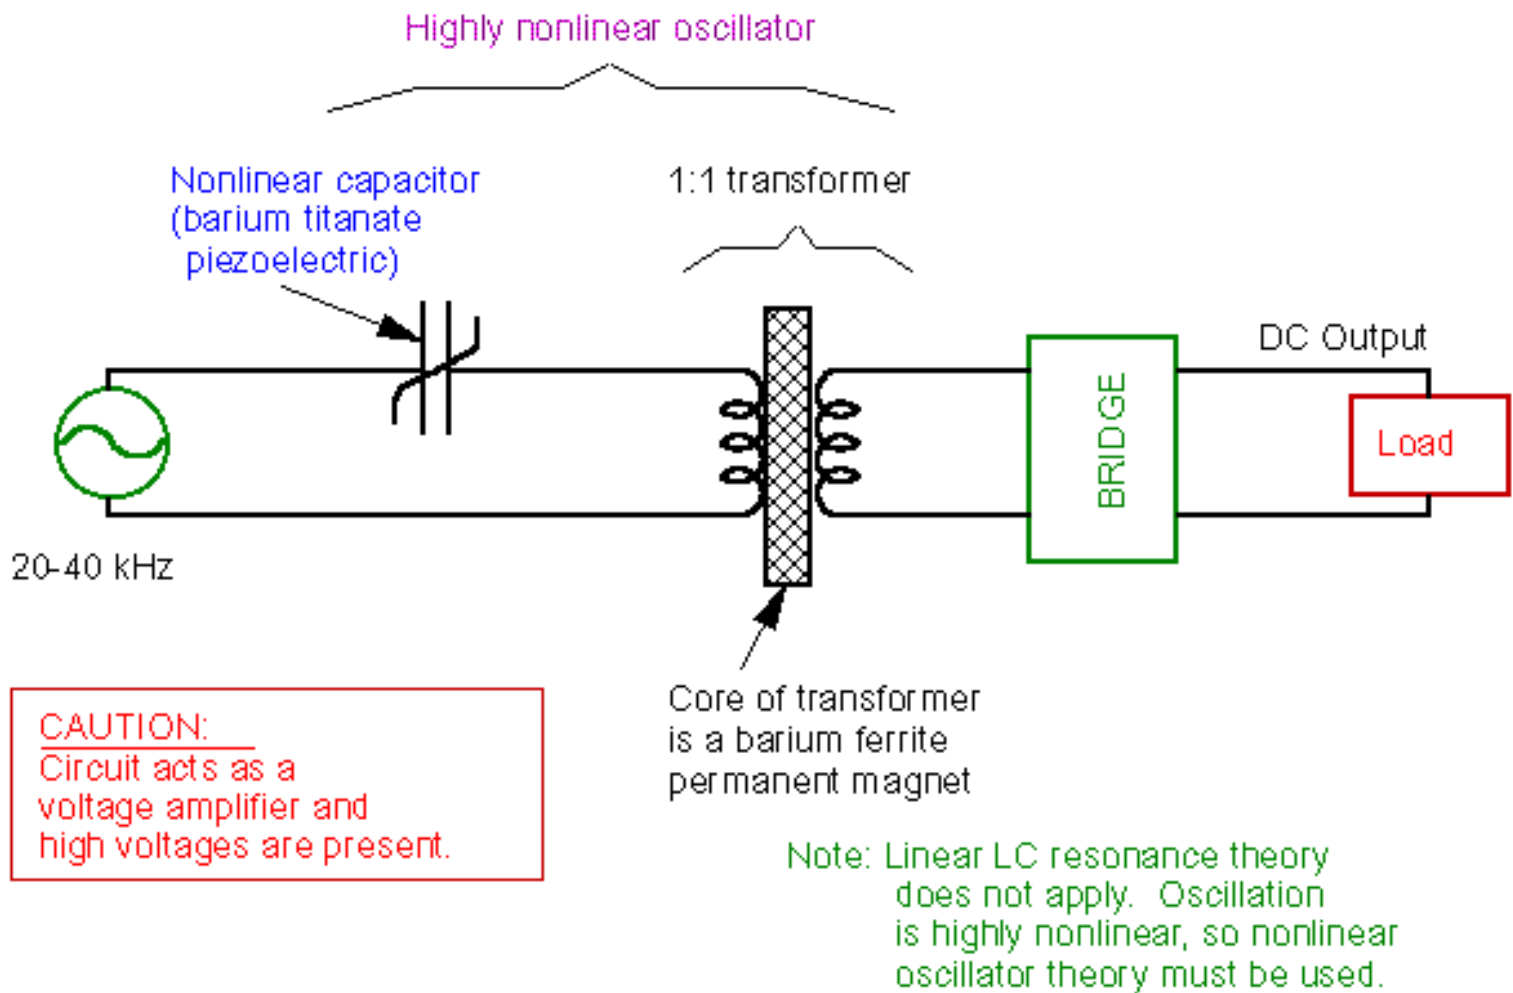 Highly nonlinear oscillator
Nonlinear capacitor
(barium titanate
piezoelectric)
1:1 transformer
DC Output
BRIDGE
Load
20-40 kHz
Core of transformer
is a barium ferrite
permanent magnet
CAUTION:
Circuit acts as a
voltage amplifier and
high voltages are present.
Note: Linear LC resonance theory
does not apply. Oscillation
is highly nonlinear, so nonlinear
oscillator theory must be used.